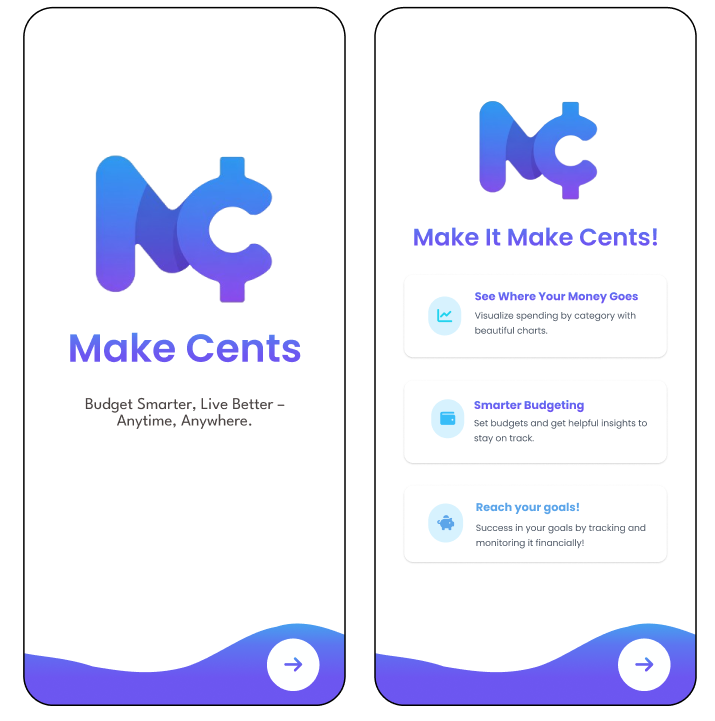 M¢
Make Cents
Budget Smarter, Live Better –
Anytime, Anywhere.
M¢
Make It Make Cents!
See Where Your Money Goes
Visualize spending by category with
beautiful charts.
Smarter Budgeting
Set budgets and get helpful insights to
stay on track.
Reach your goals!
Success in your goals by tracking and
monitoring it financially!